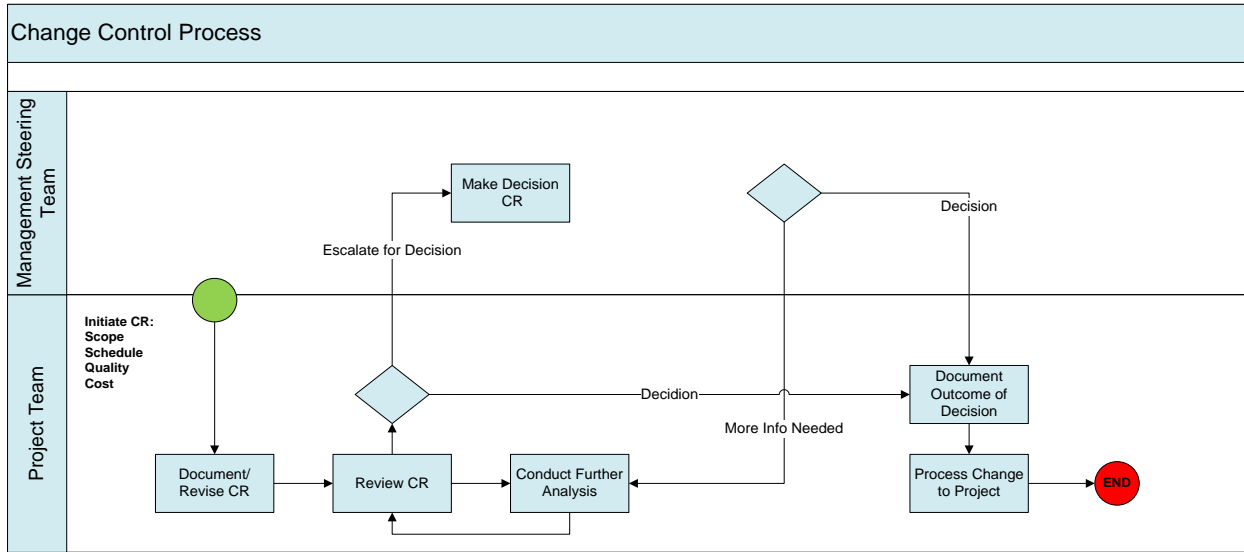 Change Control Process
Management Steering
Team
Make Decision
CR
Decision
Escalate for Decision
Project Team
Initiate CR:
Scope
Schedule
Quality
Cost
Decidion
Document
Outcome of
Decision
More Info Needed
Document/
Revise CR
Review CR
Conduct Further
Analysis
Process Change
to Project
END